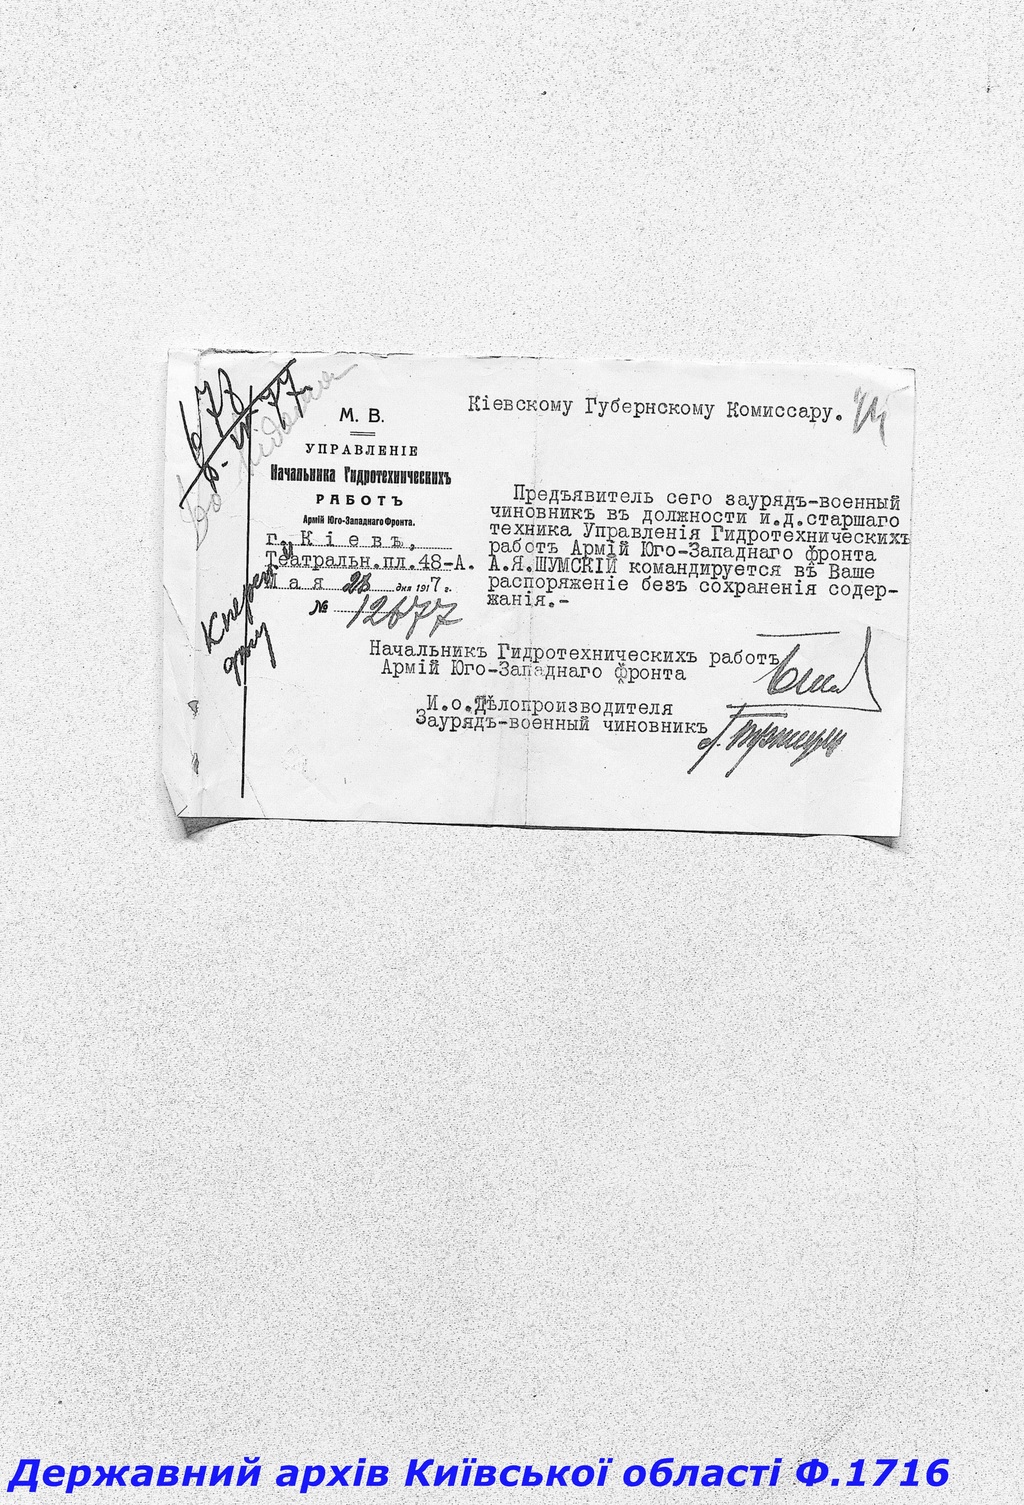 М. В.
УПРАВЛЕНІЕ
Начальника Гидротехническихъ
РАБОТЪ
Армій Юго-Западнаго Фронта.
г. Кіевъ,
Театральн.пл.48-А.
Мая 23 дня 1917 г.
№ 12677
Кіевскому Губернскому Комиссару.
Предъявитель сего заурядъ-военный
чиновникъ въ должности и.д.старшаго
техника Управленія Гидротехническихъ
работъ Армій Юго-Западнаго фронта
А.Я.ШУМСКІЙ командируется въ Ваше
распоряженіе безъ сохраненія содер-
жанія.-
Начальникъ Гидротехническихъ работъ
Армій Юго-Западнаго фронта
И.о.Дѣлопроизводителя
Заурядъ-военный чиновникъ
Державний архів Київської області Ф.1716